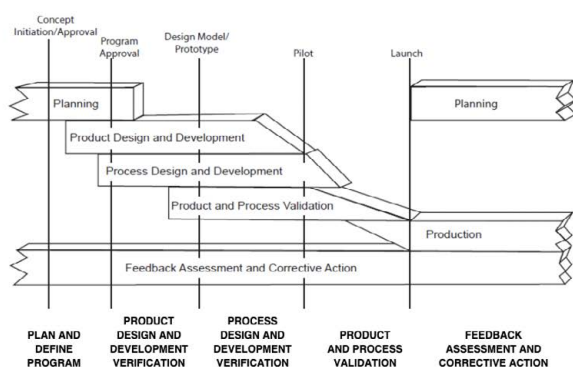 Concept
Initiation/Approval
Program
Approval
Design Model/
Prototype
Pilot
Launch
Planning
Planning
Product Design and Development
Process Design and Development
Product and Process Validation
Production
Feedback Assessment and Corrective Action
PLAN AND
DEFINE
PROGRAM
PRODUCT
DESIGN AND
DEVELOPMENT
VERIFICATION
PROCESS
DESIGN AND
DEVELOPMENT
VERIFICATION
PRODUCT
AND PROCESS
VALIDATION
FEEDBACK
ASSESSMENT AND
CORRECTIVE ACTION